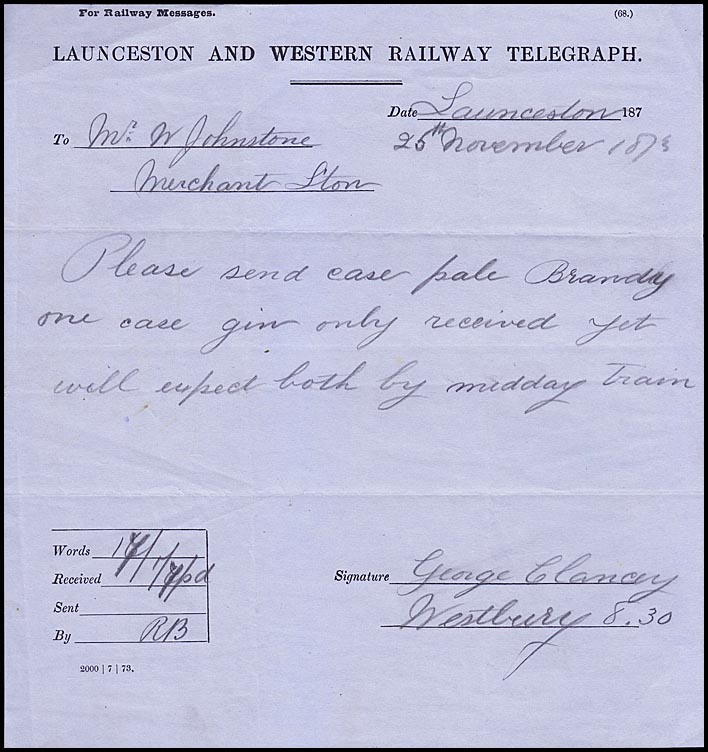 For Railway Messages. (68.)
LAUNCESTON AND WESTERN RAILWAY TELEGRAPH.
Date Launceston 187
To Mr. W Johnstone 25th November 1873
Merchant L'ton
Please send case pale Brandy
one case gin only received yet
will expect both by midday train
Words
Received
Sent
By RB
Signature George Clancey
Westbury 8.30
2000 | 7 | 73.